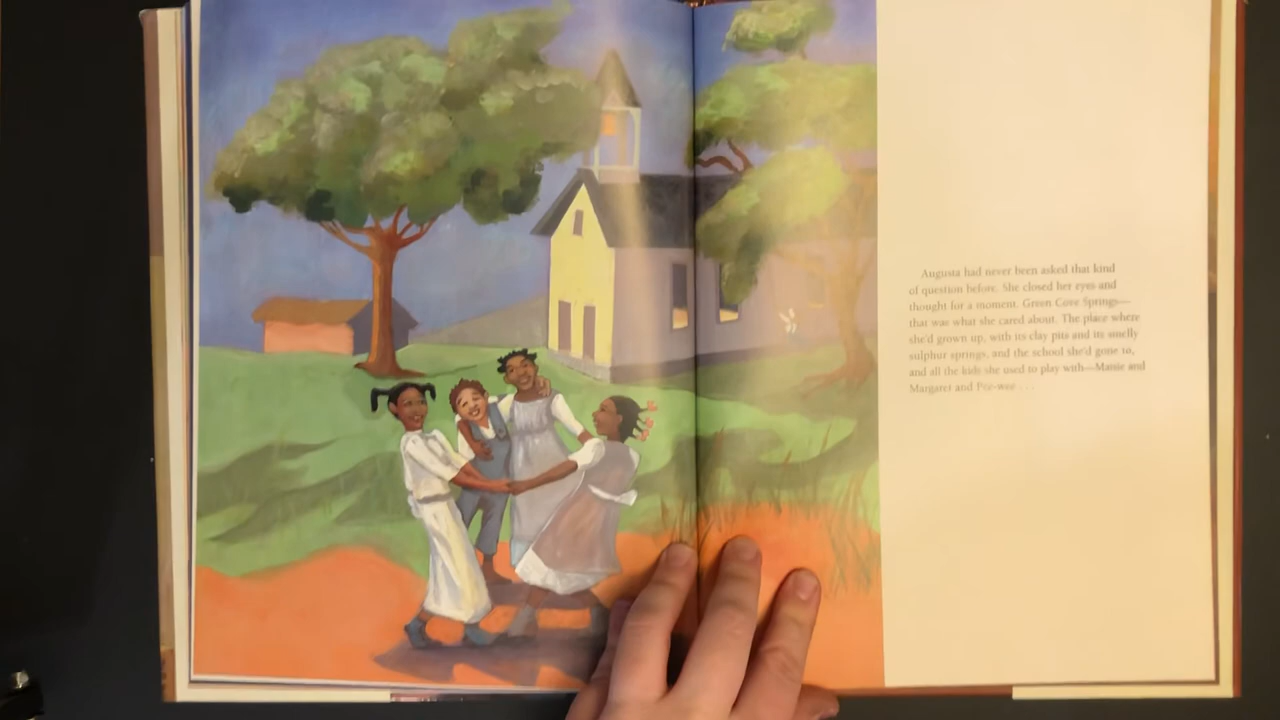 Augusta had never been asked that kind
of question before. She closed her eyes and
thought for a moment. Green Cove Springs—
that was what she cared about. The place where
she'd grown up, with its clay pits and its smelly
sulphur springs, and the school she'd gone to,
and all the kids she used to play with—Mamie and
Margaret and Pee-wee . . .